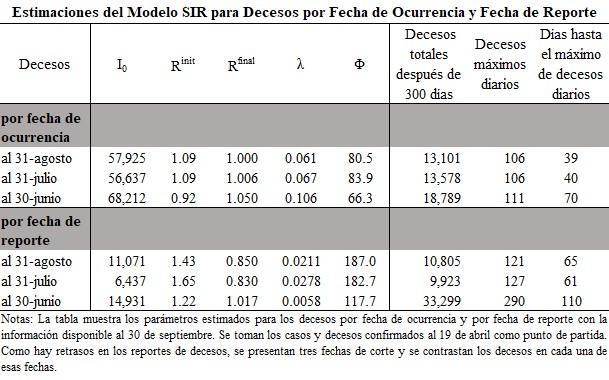 Estimaciones del Modelo SIR para Decesos por Fecha de Ocurrencia y Fecha de Reporte
Decesos I₀ Rⁱⁿⁱᵗ Rᶠⁱⁿᵃˡ λ Φ Decesos totales después de 300 dias Decesos máximos diarios Dias hasta el máximo de decesos diarios
por fecha de ocurrencia
al 31-agosto 57,925 1.09 1.000 0.061 80.5 13,101 106 39
al 31-julio 56,637 1.09 1.006 0.067 83.9 13,578 106 40
al 30-junio 68,212 0.92 1.050 0.106 66.3 18,789 111 70
por fecha de reporte
al 31-agosto 11,071 1.43 0.850 0.0211 187.0 10,805 121 65
al 31-julio 6,437 1.65 0.830 0.0278 182.7 9,923 127 61
al 30-junio 14,931 1.22 1.017 0.0058 117.7 33,299 290 110
Notas: La tabla muestra los parámetros estimados para los decesos por fecha de ocurrencia y por fecha de reporte con la
información disponible al 30 de septiembre. Se toman los casos y decesos confirmados al 19 de abril como punto de partida.
Como hay retrasos en los reportes de decesos, se presentan tres fechas de corte y se contrastan los decesos en cada una de
esas fechas.